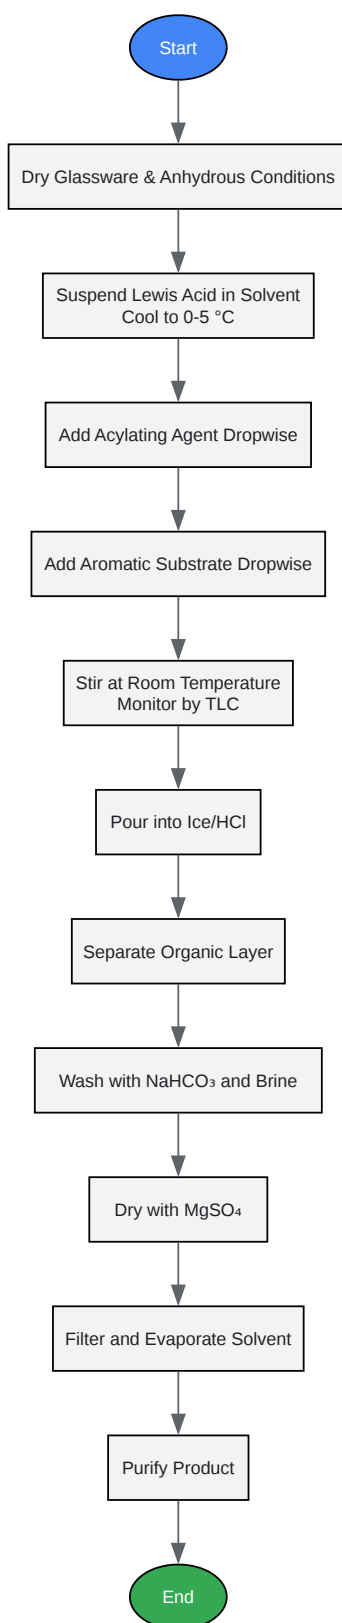 Start
Dry Glassware & Anhydrous Conditions
Suspend Lewis Acid in Solvent
Cool to 0-5 °C
Add Acylating Agent Dropwise
Add Aromatic Substrate Dropwise
Stir at Room Temperature
Monitor by TLC
Pour into Ice/HCl
Separate Organic Layer
Wash with NaHCO₃ and Brine
Dry with MgSO₄
Filter and Evaporate Solvent
Purify Product
End